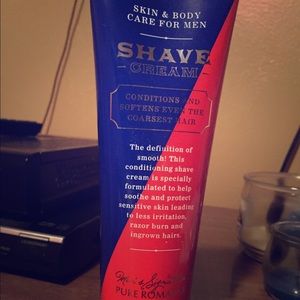 SKIN & BODY
CARE FOR MEN
SHAVE
CREAM
CONDITIONS AND
SOFTENS EVEN THE
COARSEST HAIR
The definition of
smooth! This
conditioning shave
cream is specially
formulated to help
soothe and protect
sensitive skin leading
to less irritation,
razor burn and
ingrown hairs.
PURE ROMA